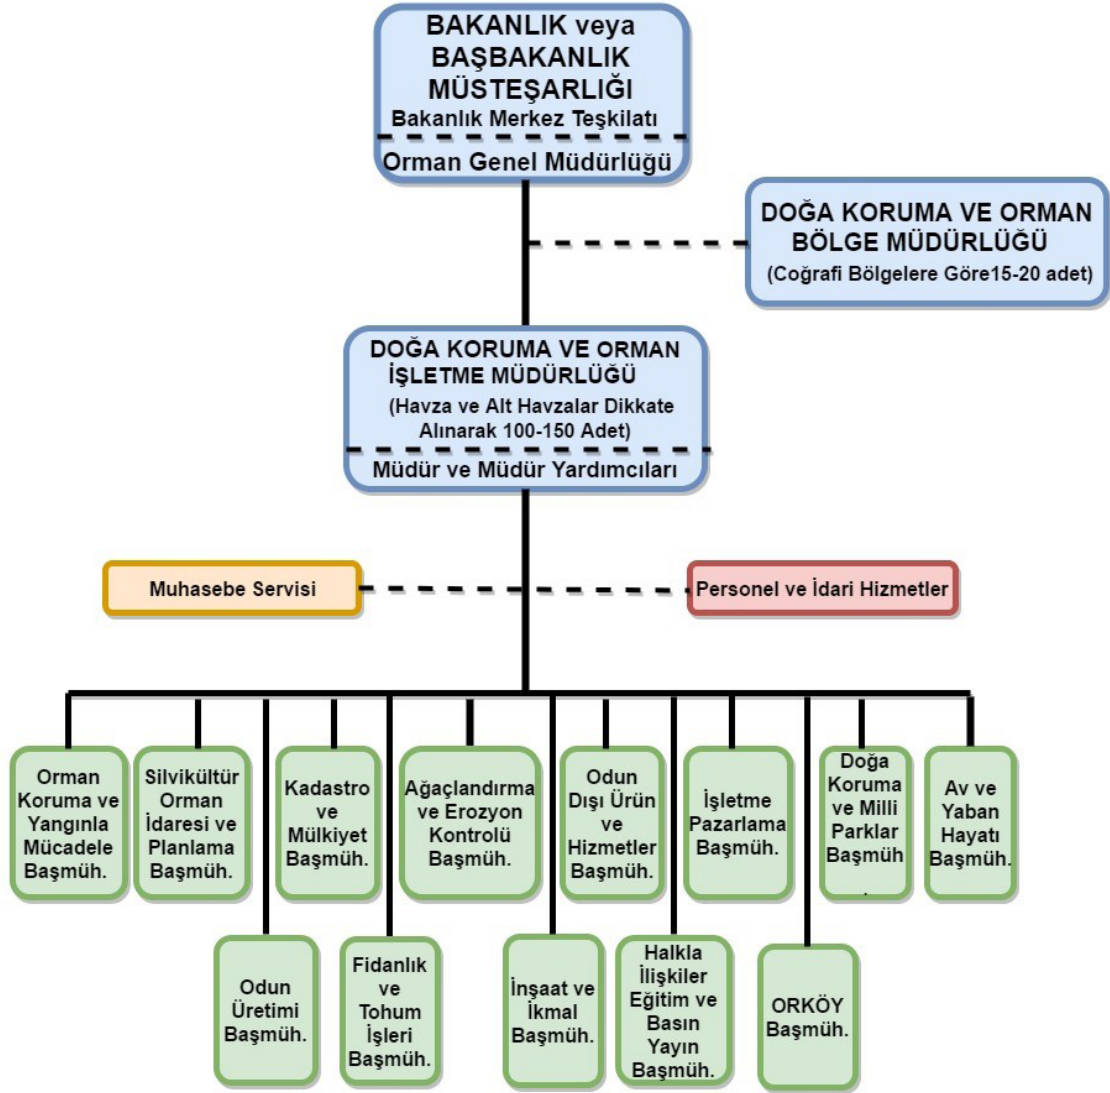 BAKANLIK veya
BAŞBAKANLIK
MÜSTEŞARLIĞI
Bakanlık Merkez Teşkilatı
Orman Genel Müdürlüğü
DOĞA KORUMA VE ORMAN
BÖLGE MÜDÜRLÜĞÜ
(Coğrafi Bölgelere Göre15-20 adet)
DOĞA KORUMA VE ORMAN
İŞLETME MÜDÜRLÜĞÜ
(Havza ve Alt Havzalar Dikkate
Alınarak 100-150 Adet)
Müdür ve Müdür Yardımcıları
Muhasebe Servisi
Personel ve İdari Hizmetler
Orman
Koruma ve
Yangınla
Mücadele
Başmüh.
Silvikültür
Orman
İdaresi ve
Planlama
Başmüh.
Kadastro
ve
Mülkiyet
Başmüh.
Ağaçlandırma
ve Erozyon
Kontrolü
Başmüh.
Odun
Dışı Ürün
ve
Hizmetler
Başmüh.
İşletme
Pazarlama
Başmüh.
Doğa
Koruma
ve Milli
Parklar
Başmüh
.
Av ve
Yaban
Hayatı
Başmüh.
Odun
Üretimi
Başmüh.
Fidanlık
ve
Tohum
İşleri
Başmüh.
İnşaat ve
İkmal
Başmüh.
Halkla
İlişkiler
Eğitim ve
Basın
Yayın
Başmüh.
ORKÖY
Başmüh.